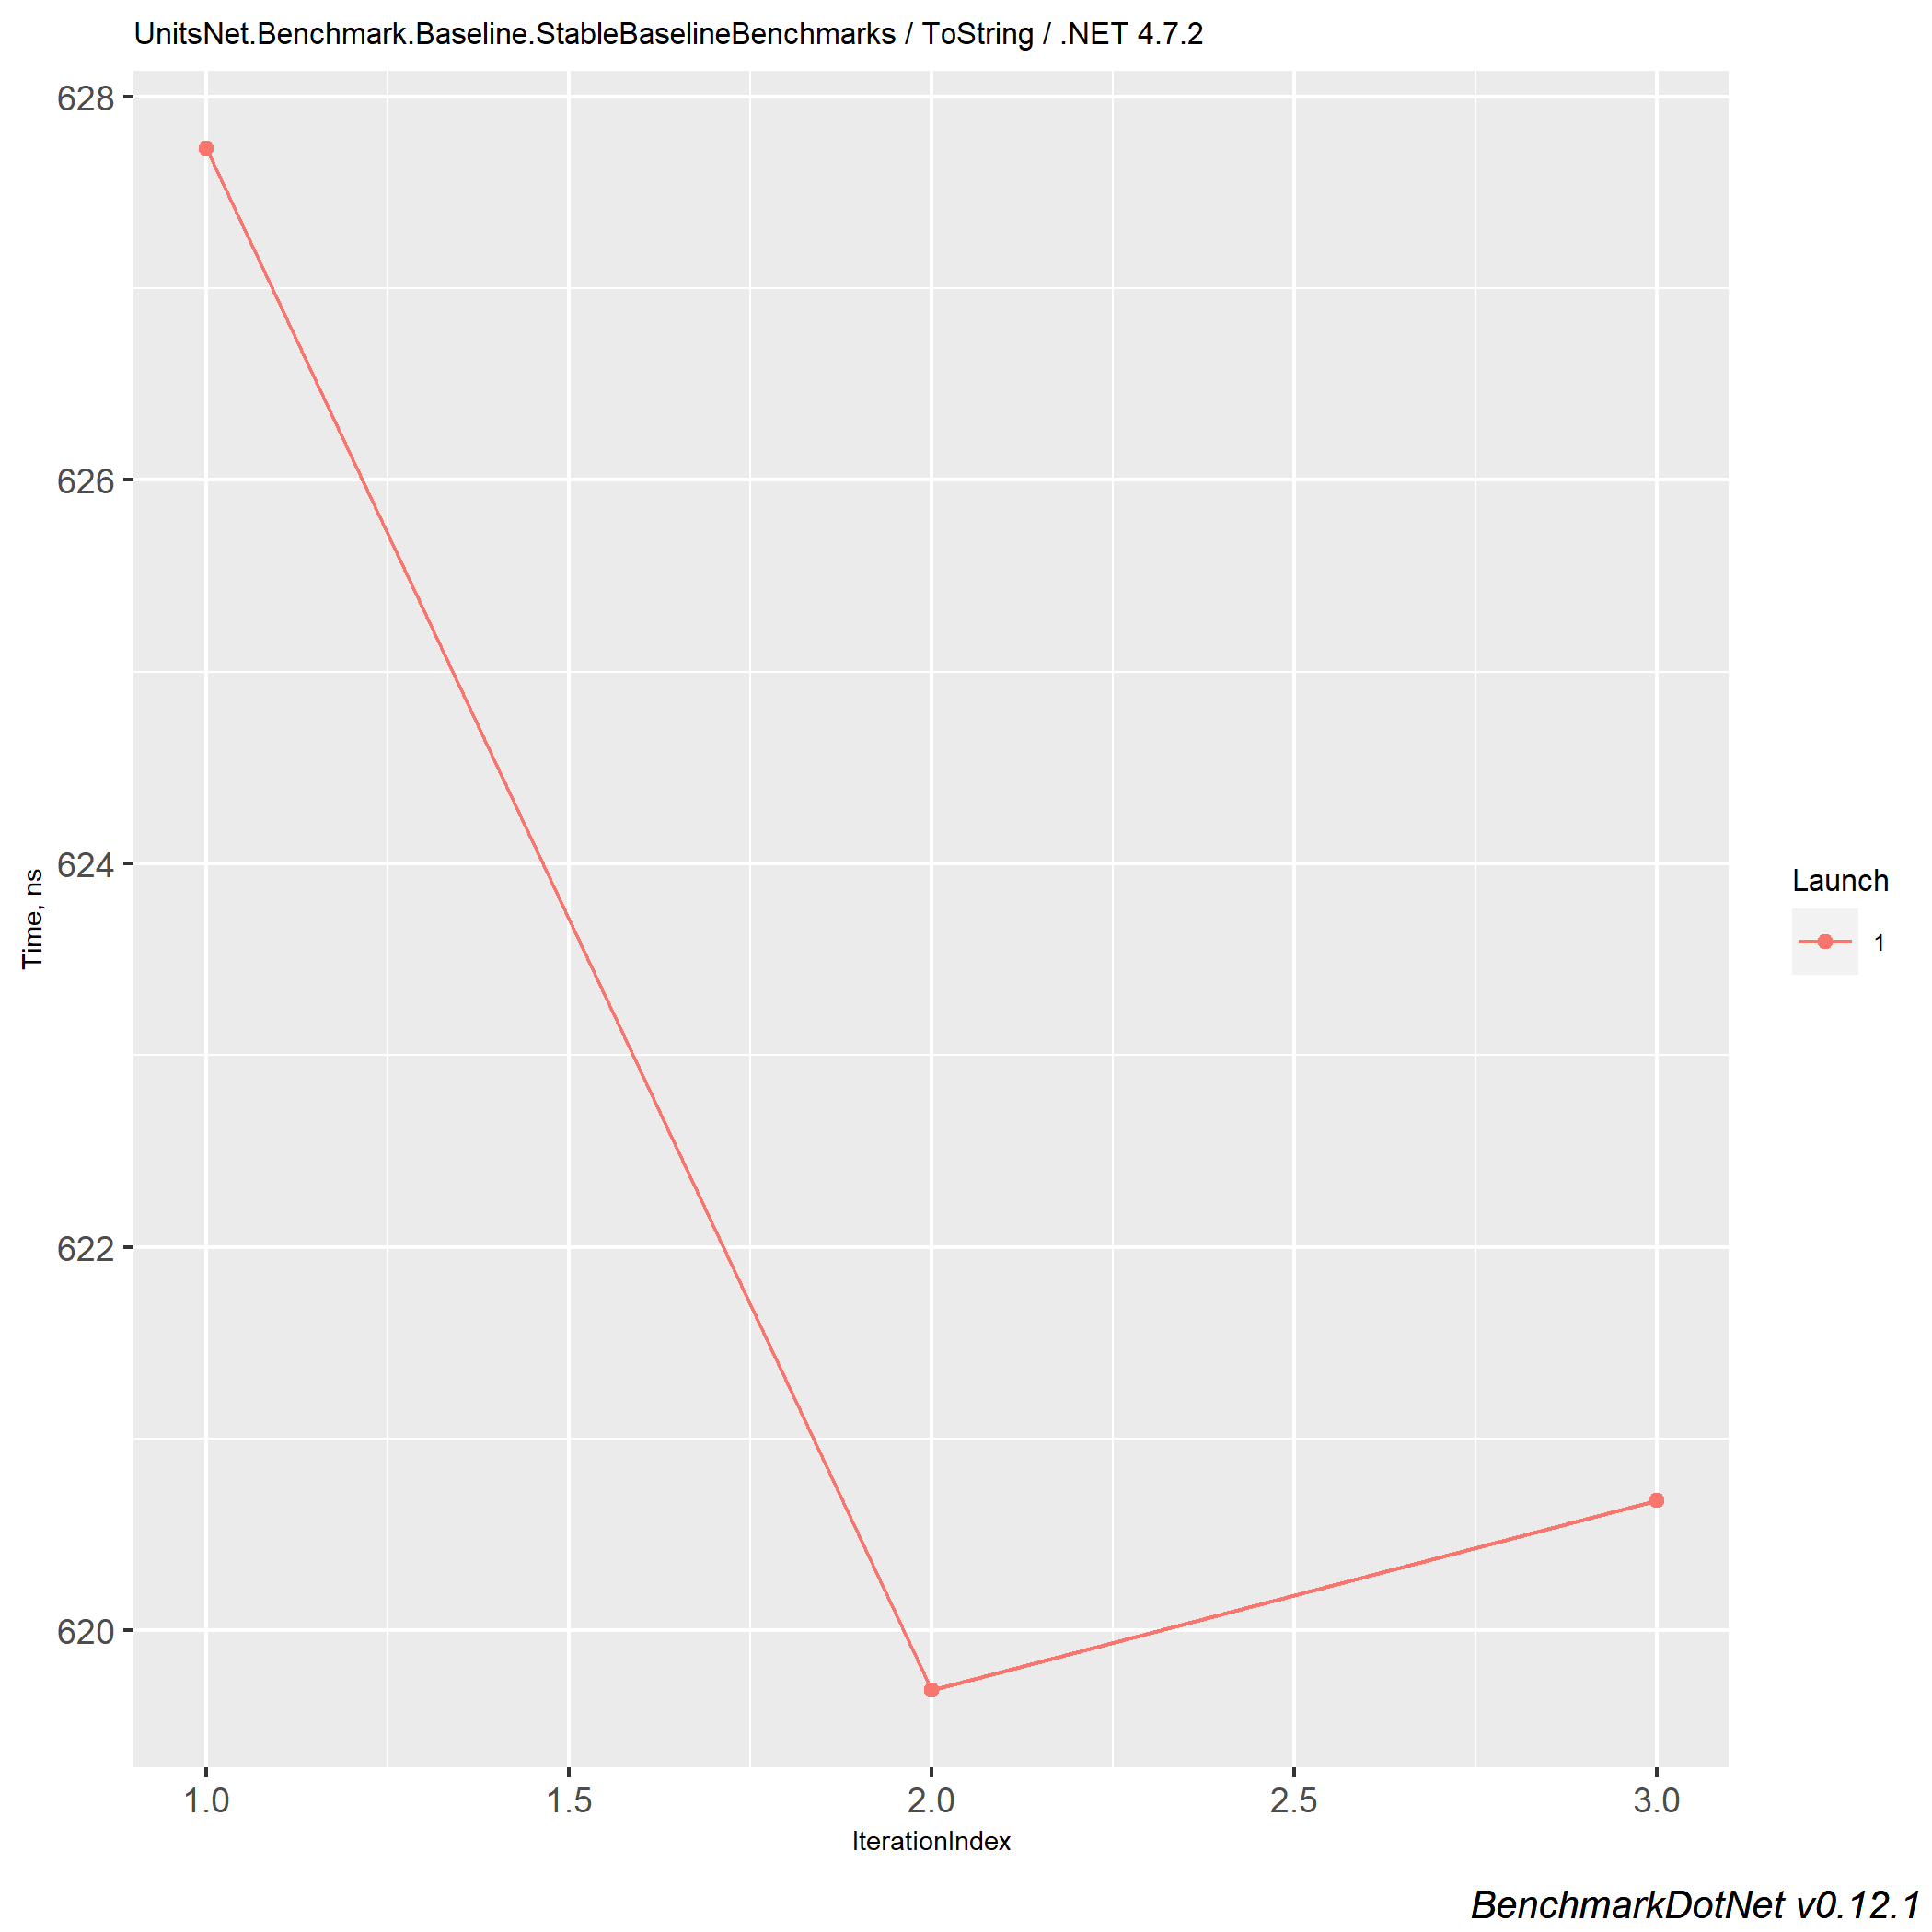 UnitsNet.Benchmark.Baseline.StableBaselineBenchmarks / ToString / .NET 4.7.2
628
626
624
622
620
Time, ns
1.0 1.5 2.0 2.5 3.0
IterationIndex
Launch
1
BenchmarkDotNet v0.12.1